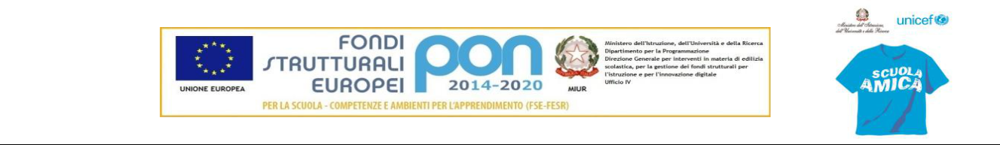 UNIONE EUROPEA
FONDI
STRUTTURALI
EUROPEI
pon
2014-2020
MIUR
Ministero dell'Istruzione, dell'Università e della Ricerca
Dipartimento per la Programmazione
Direzione Generale per interventi in materia di edilizia
scolastica, per la gestione dei fondi strutturali per
l'istruzione e per l'innovazione digitale
Ufficio IV
PER LA SCUOLA - COMPETENZE E AMBIENTI PER L'APPRENDIMENTO (FSE-FESR)
Ministero dell'Istruzione,
dell'Università e della Ricerca
unicef
SCUOLA
AMICA